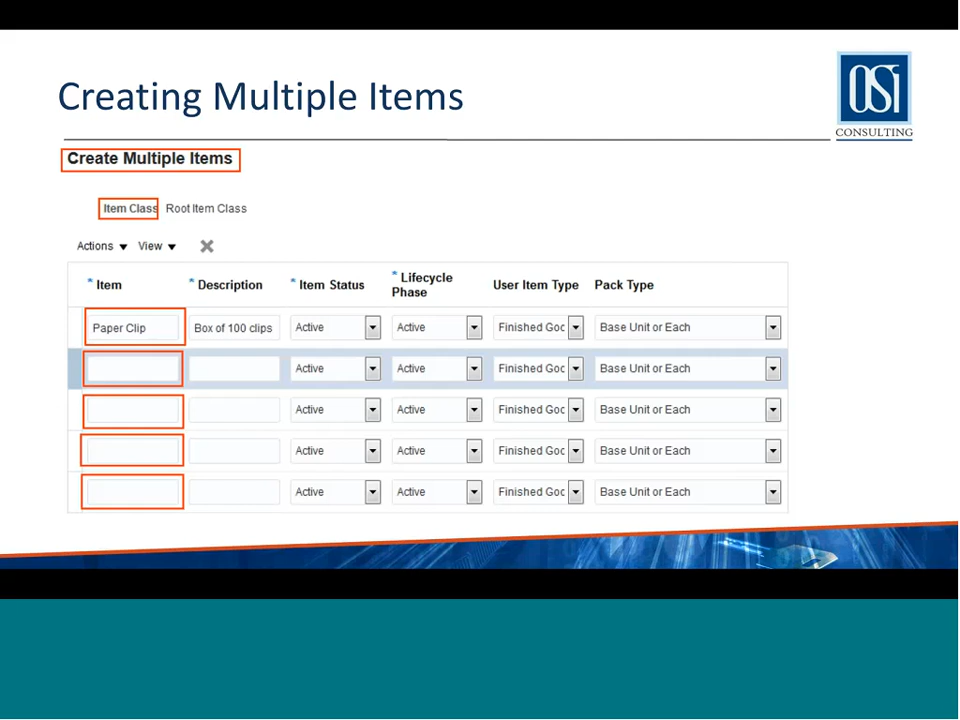 Creating Multiple Items
OSi
CONSULTING
Create Multiple Items
Item Class Root Item Class
Actions View
* Item * Description * Item Status * Lifecycle Phase User Item Type Pack Type
Paper Clip Box of 100 clips Active Active Finished Goc Base Unit or Each
Active Active Finished Goc Base Unit or Each
Active Active Finished Goc Base Unit or Each
Active Active Finished Goc Base Unit or Each
Active Active Finished Goc Base Unit or Each